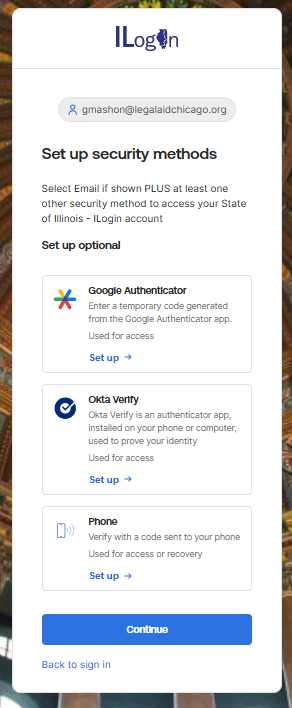 ILogin
gmashon@legalaidchicago.org
Set up security methods
Select Email if shown PLUS at least one
other security method to access your State
of Illinois - ILogin account
Set up optional
Google Authenticator
Enter a temporary code generated
from the Google Authenticator app.
Used for access
Set up →
Okta Verify
Okta Verify is an authenticator app,
installed on your phone or computer,
used to prove your identity
Used for access
Set up →
Phone
Verify with a code sent to your phone
Used for access or recovery
Set up →
Continue
Back to sign in